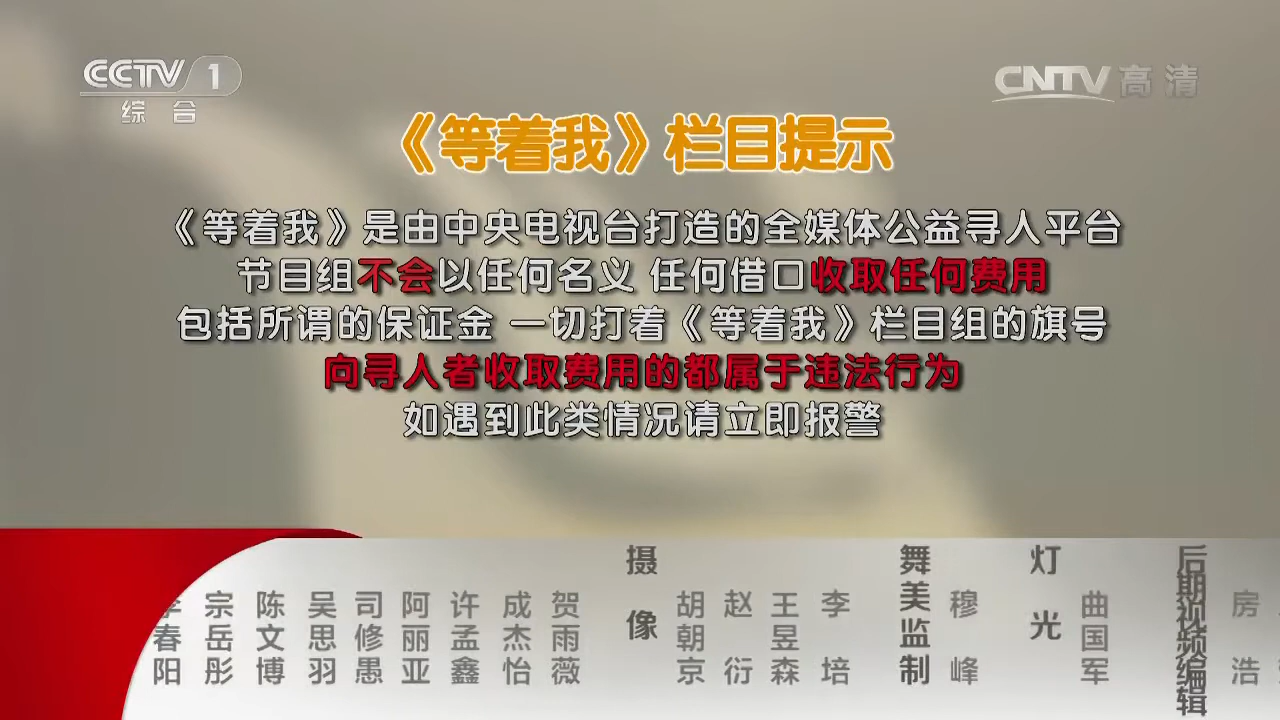 CCTV 1
综合
CNTV 高清
《等着我》栏目提示
《等着我》是由中央电视台打造的全媒体公益寻人平台
节目组不会以任何名义 任何借口收取任何费用
包括所谓的保证金 一切打着《等着我》栏目组的旗号
向寻人者收取费用的都属于违法行为
如遇到此类情况请立即报警
李春阳
宗岳彤
陈文博
吴思羽
司修愚
阿丽亚
许孟鑫
成杰怡
贺雨薇
摄像
胡朝京
赵衍
王昱森
李培
舞美监制
穆峰
灯光
曲国军
后期视频编辑
房浩